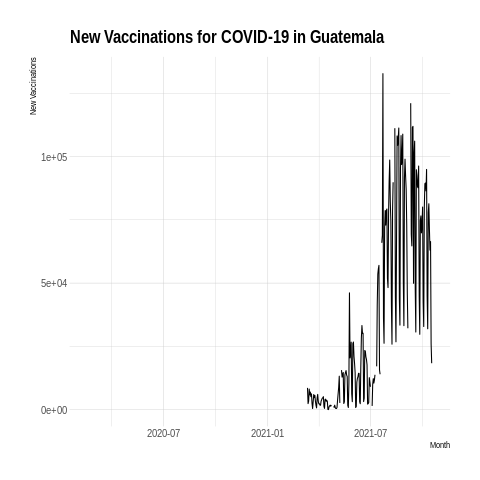 New Vaccinations for COVID-19 in Guatemala
New Vaccinations
1e+05
5e+04
0e+00
2020-07
2021-01
2021-07
Month